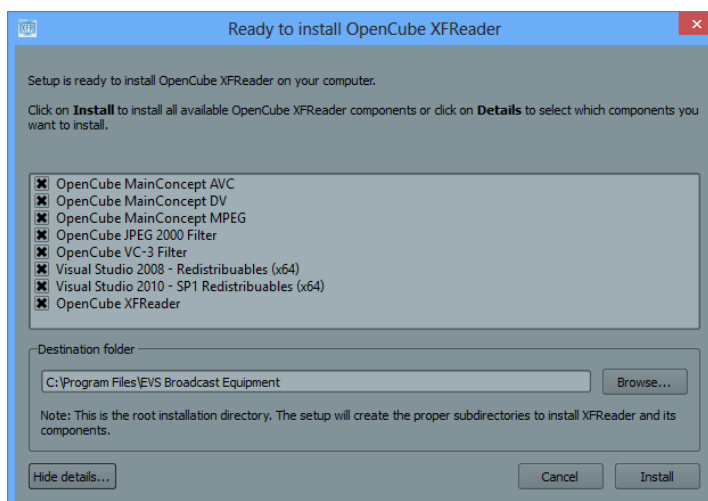 Ready to install OpenCube XFReader
Setup is ready to install OpenCube XFReader on your computer.
Click on Install to install all available OpenCube XFReader components or click on Details to select which components you
want to install.
OpenCube MainConcept AVC
OpenCube MainConcept DV
OpenCube MainConcept MPEG
OpenCube JPEG 2000 Filter
OpenCube VC-3 Filter
Visual Studio 2008 - Redistribuables (x64)
Visual Studio 2010 - SP1 Redistribuables (x64)
OpenCube XFReader
Destination folder
C:\Program Files\EVS Broadcast Equipment
Browse...
Note: This is the root installation directory. The setup will create the proper subdirectories to install XFReader and its
components.
Hide details...
Cancel
Install